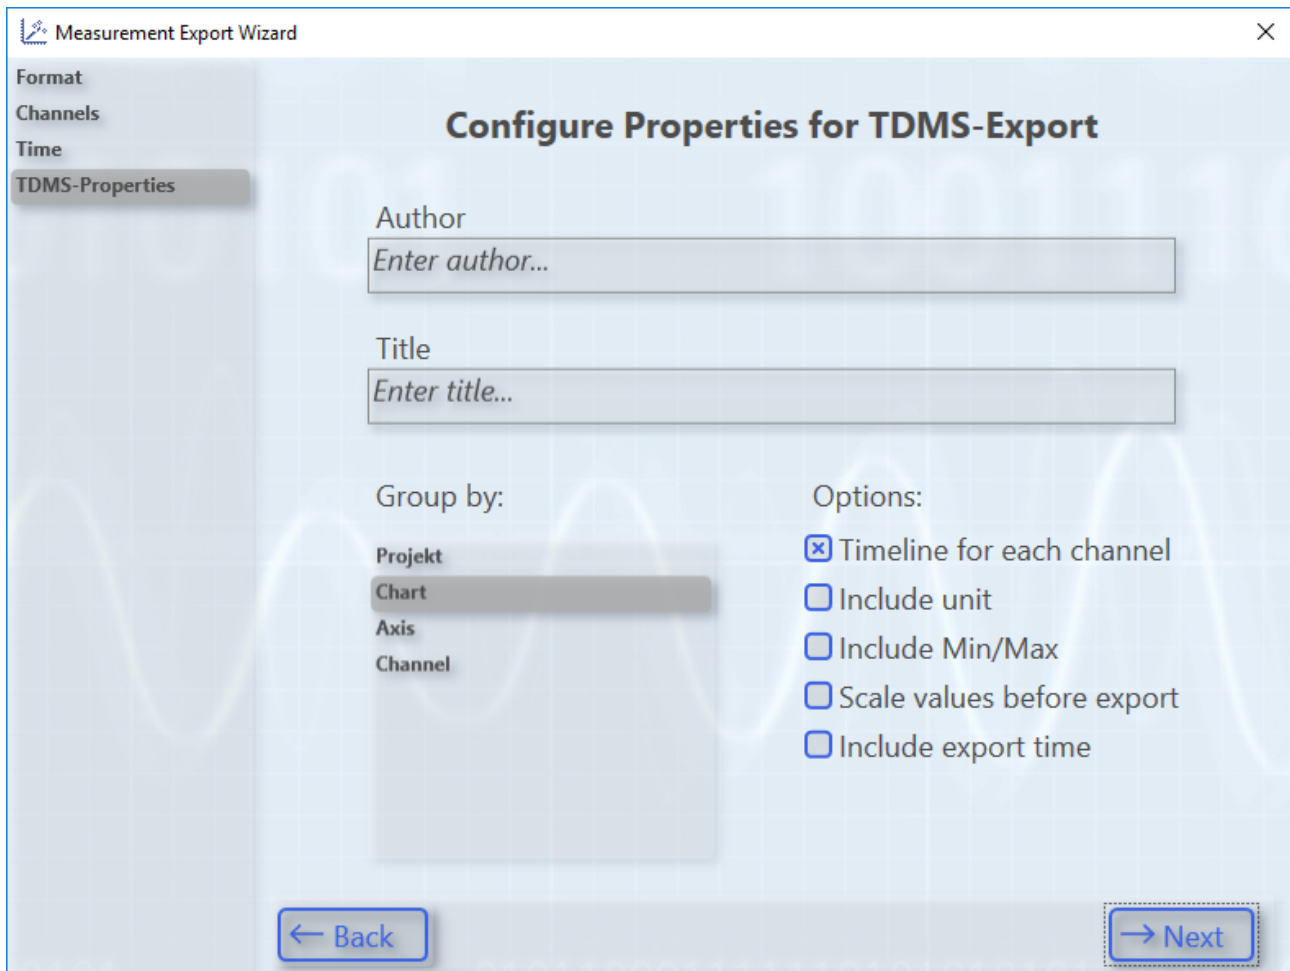 Measurement Export Wizard
Format
Channels
Time
TDMS-Properties
Configure Properties for TDMS-Export
Author
Enter author...
Title
Enter title...
Group by:
Projekt
Chart
Axis
Channel
Options:
Timeline for each channel
Include unit
Include Min/Max
Scale values before export
Include export time
← Back
→ Next